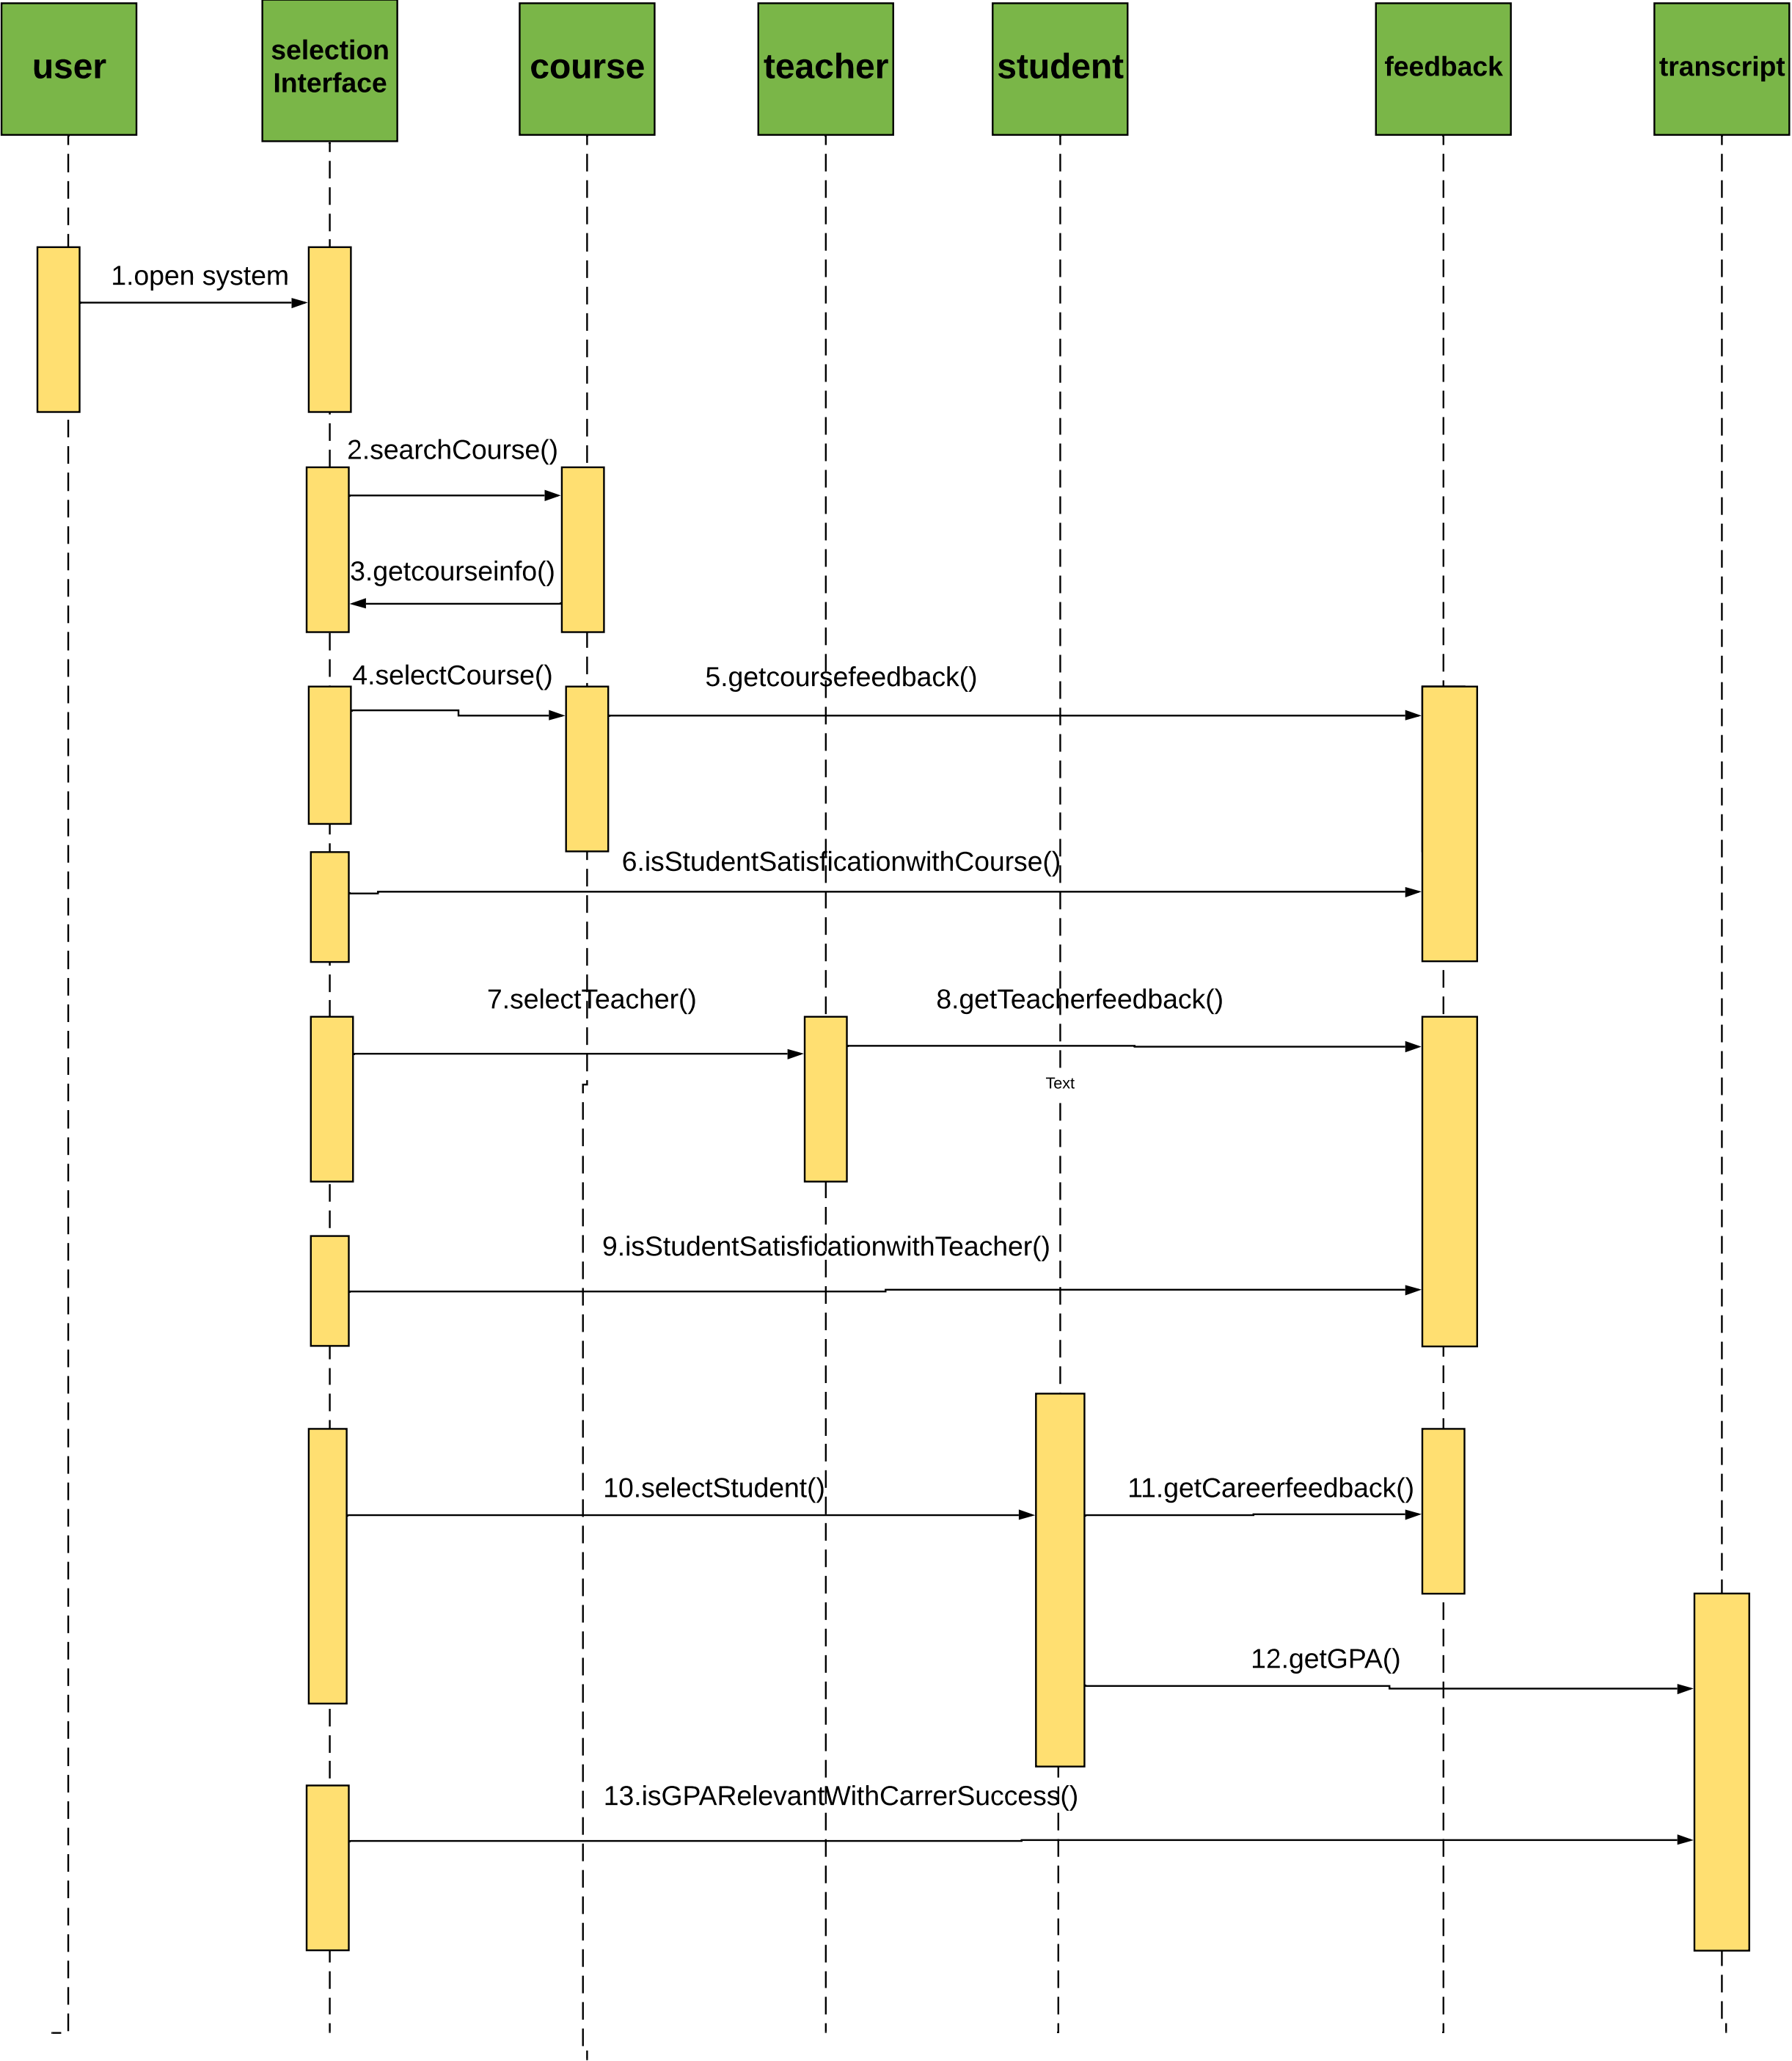 user
selection
Interface
course
teacher
student
feedback
transcript
1.open system
2.searchCourse()
3.getcourseinfo()
4.selectCourse()
5.getcoursefeedback()
6.isStudentSatisficationwithCourse()
7.selectTeacher()
8.getTeacherfeedback()
Text
9.isStudentSatisficationwithTeacher()
10.selectStudent()
11.getCareerfeedback()
12.getGPA()
13.isGPARelevantWithCarrerSuccess()